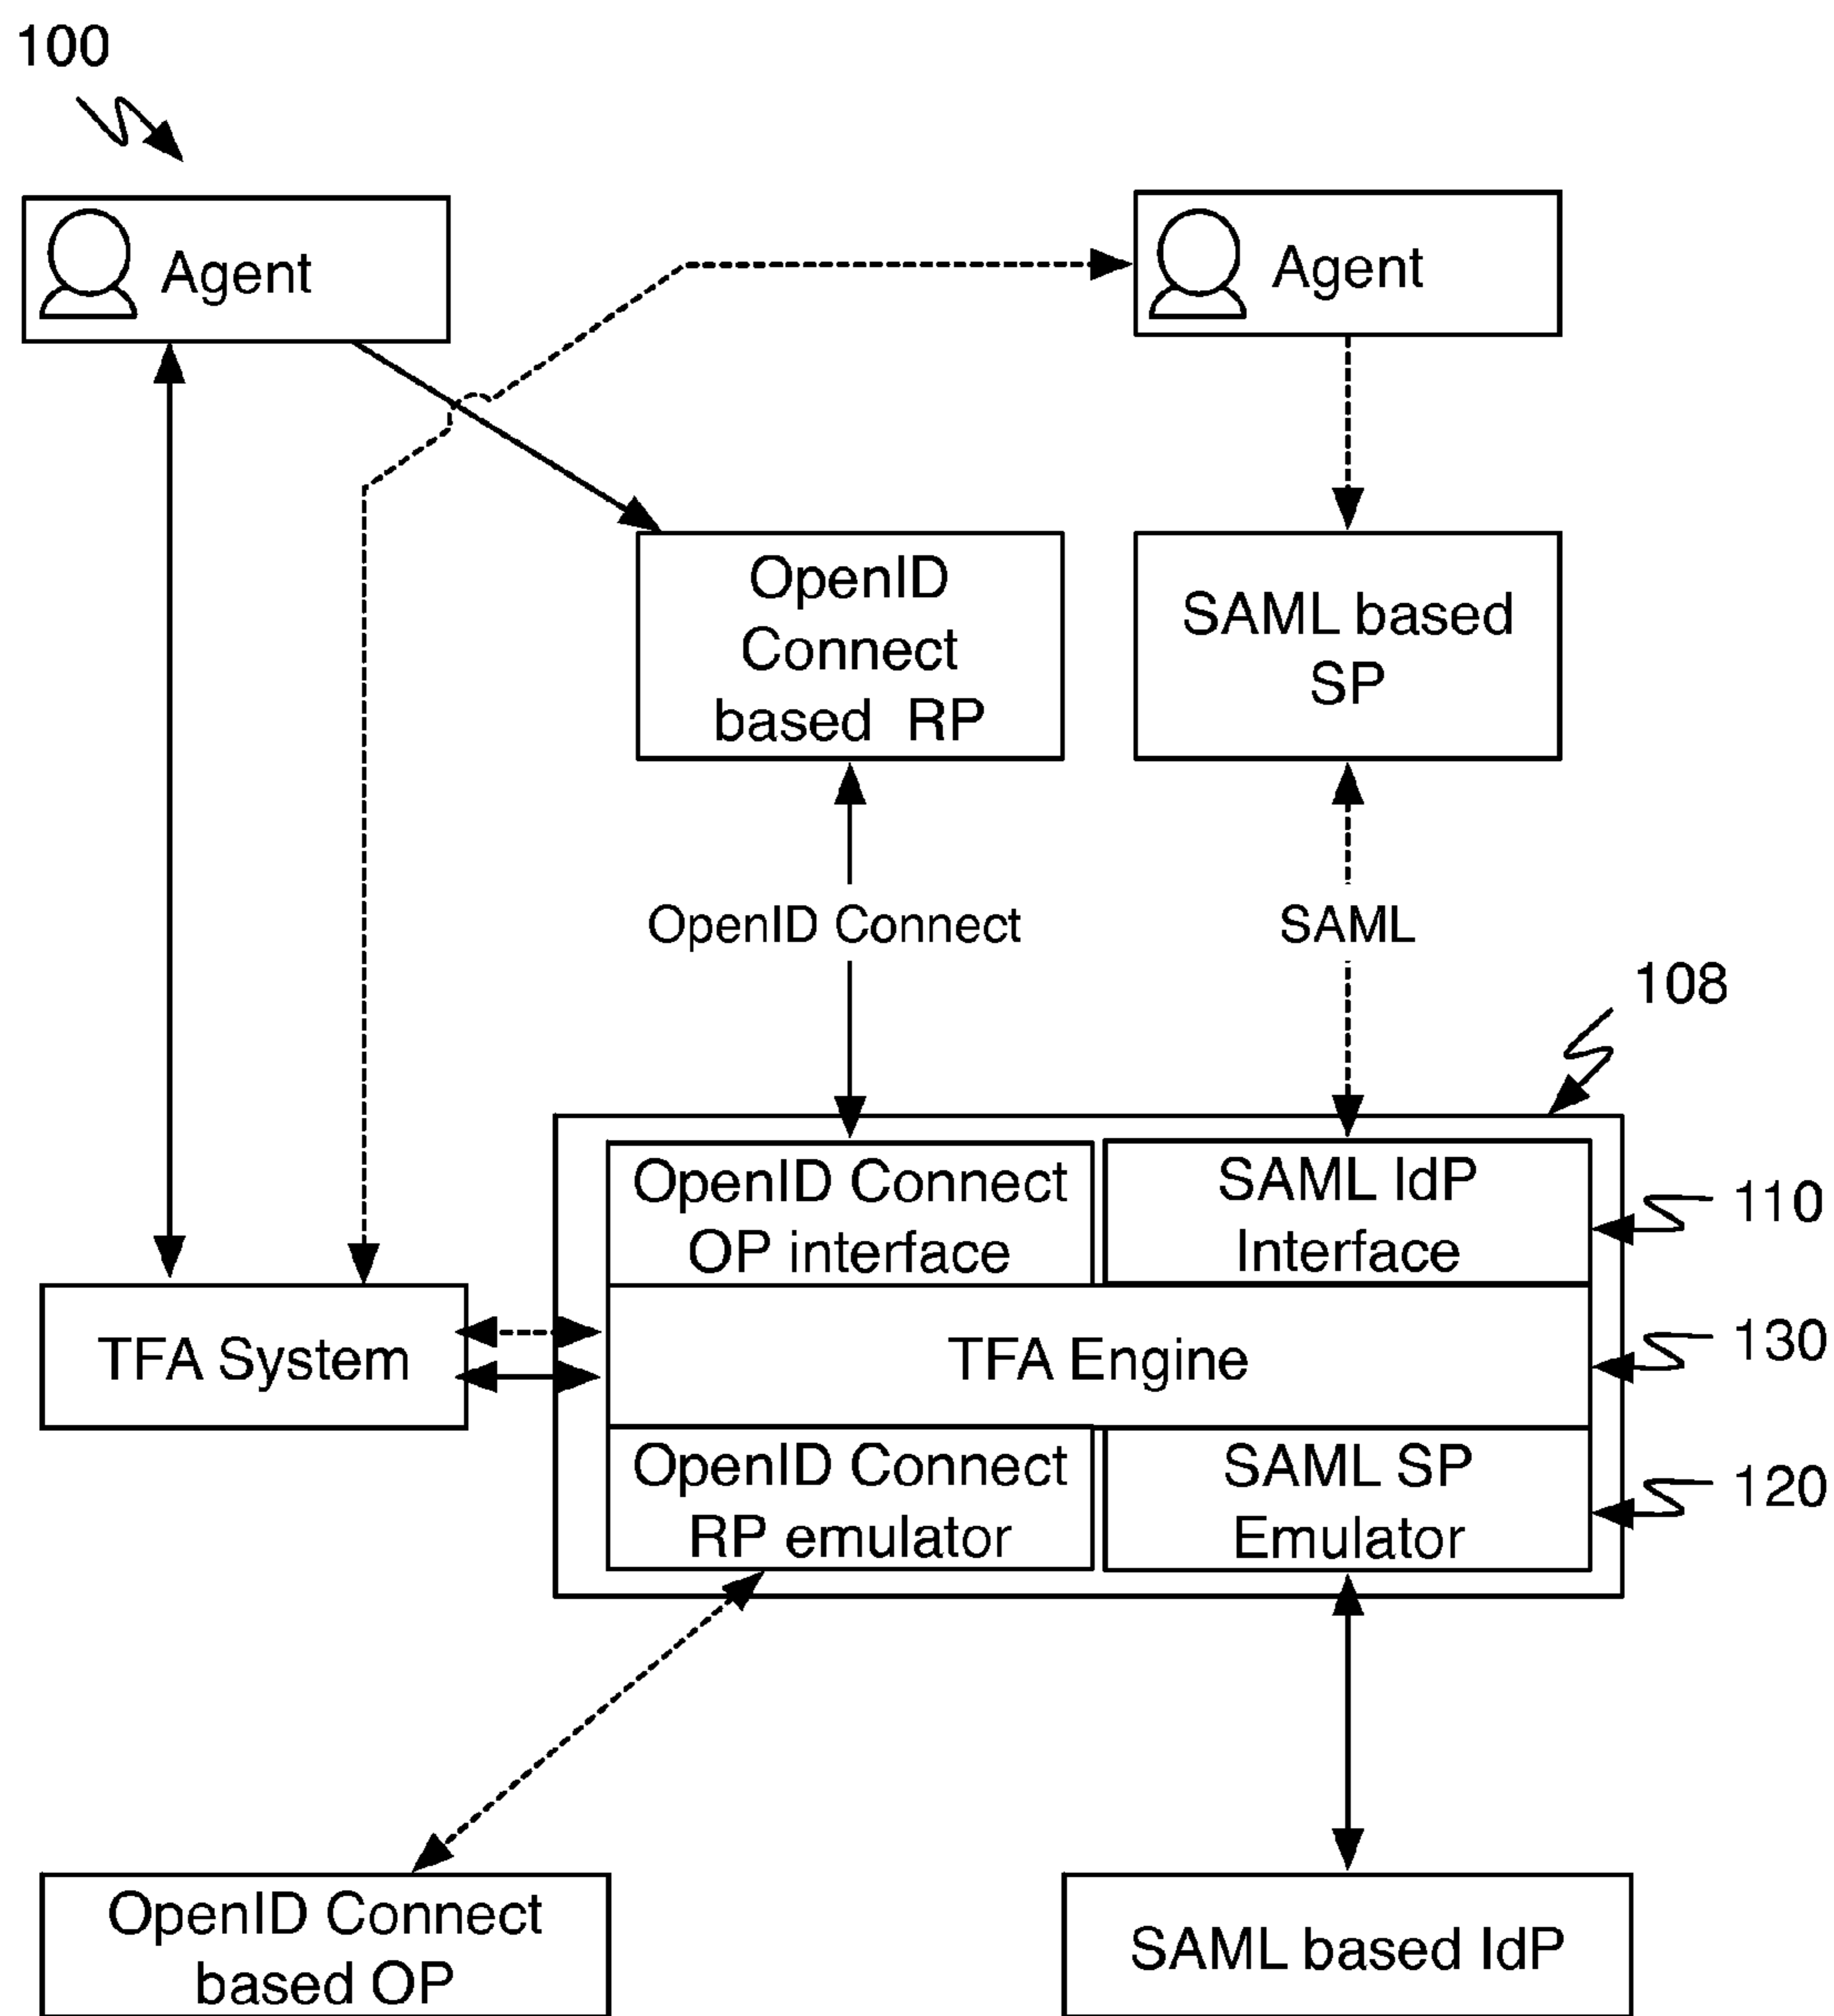 100
Agent
Agent
OpenID
Connect
based RP
SAML based
SP
OpenID Connect
SAML
108
OpenID Connect
OP interface
SAML IdP
Interface
110
TFA System
TFA Engine
130
OpenID Connect
RP emulator
SAML SP
Emulator
120
OpenID Connect
based OP
SAML based IdP